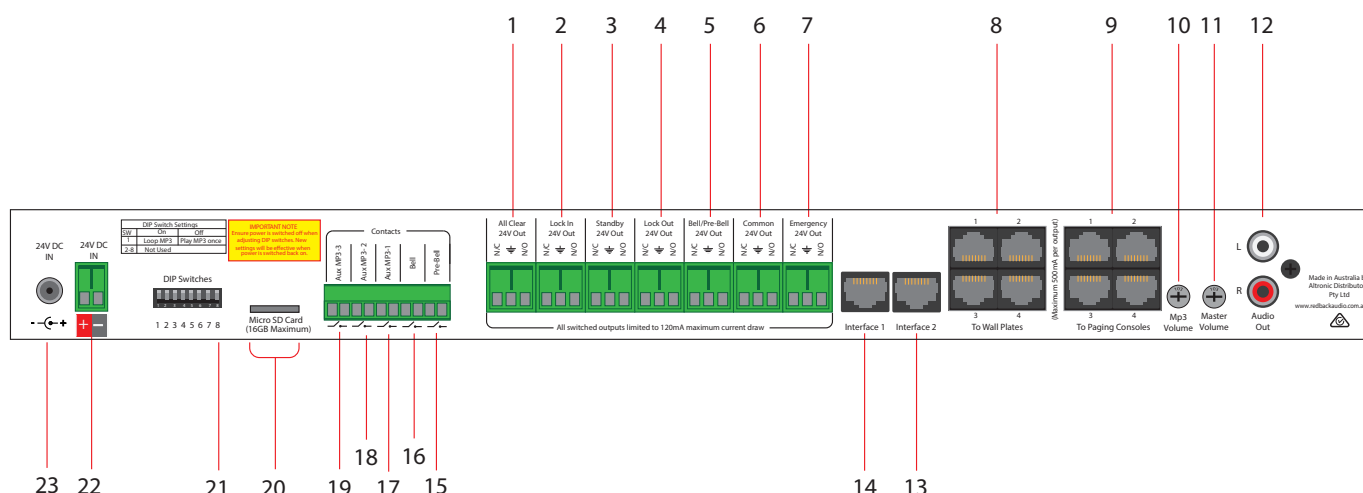 1 2 3 4 5 6 7 8 9 10 11 12
24V DC
IN
24V DC
IN
DIP Switch Settings
SW On Off
1 Loop MP3 Play MP3 once
2-8 Not Used
IMPORTANT NOTE
Ensure power is switched off when
adjusting DIP switches. New
settings will be effective when
power is switched back on.
DIP Switches
1 2 3 4 5 6 7 8
Micro SD Card
(16GB Maximum)
Contacts
Aux MP3-3
Aux MP3-2
Aux MP3-1
Bell
Pre-Bell
All Clear
24V Out
N/C N/O
Lock In
24V Out
N/C N/O
Standby
24V Out
N/C N/O
Lock Out
24V Out
N/C N/O
Bell/Pre-Bell
24V Out
N/C N/O
Common
24V Out
N/C N/O
Emergency
24V Out
N/C N/O
All switched outputs limited to 120mA maximum current draw
Interface 1
Interface 2
1 2
3 4
To Wall Plates
(Maximum 500mA per output)
1 2
3 4
To Paging Consoles
Mp3
Volume
Master
Volume
L
R
Audio
Out
Made in Australia
Altronic Distributo
Pty Ltd
www.redbackaudio.com.a
+ −
- +
23 22 21 20 19 18 17 16 15 14 13